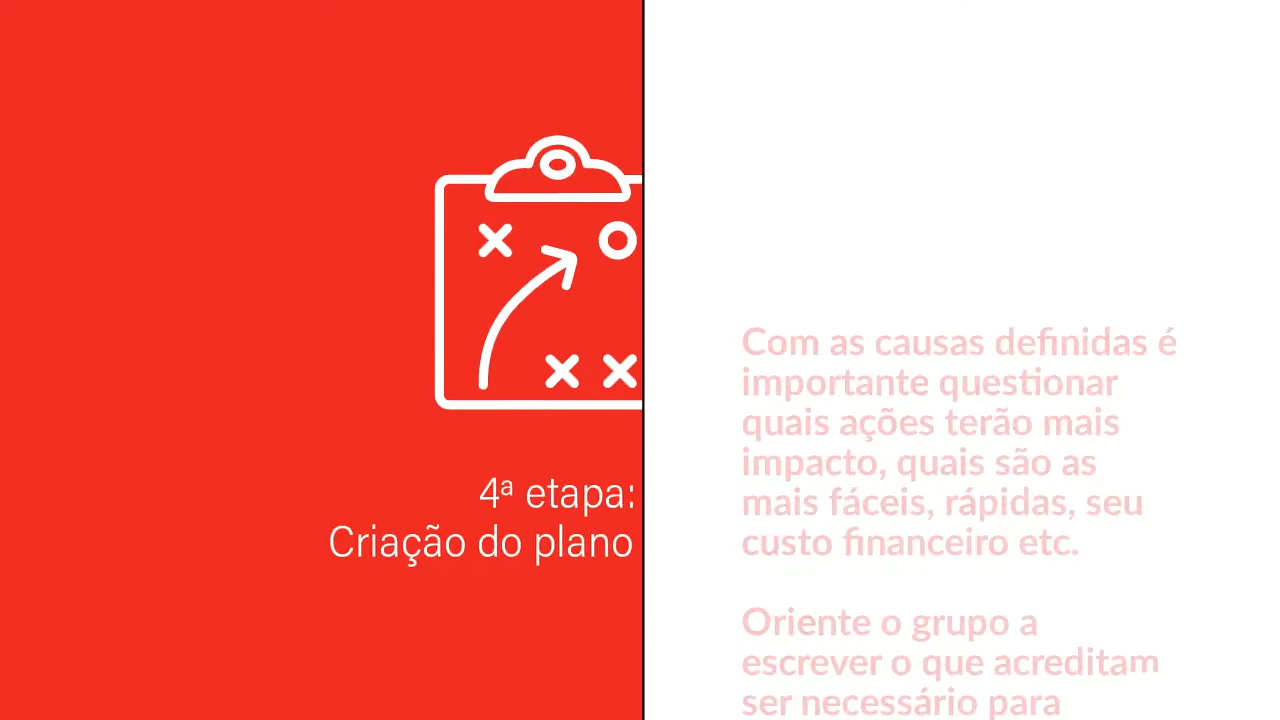 4ª etapa:
Criação do plano
Com as causas definidas é
importante questionar
quais ações terão mais
impacto, quais são as
mais fáceis, rápidas, seu
custo financeiro etc.
Oriente o grupo a
escrever o que acreditam
ser necessário para